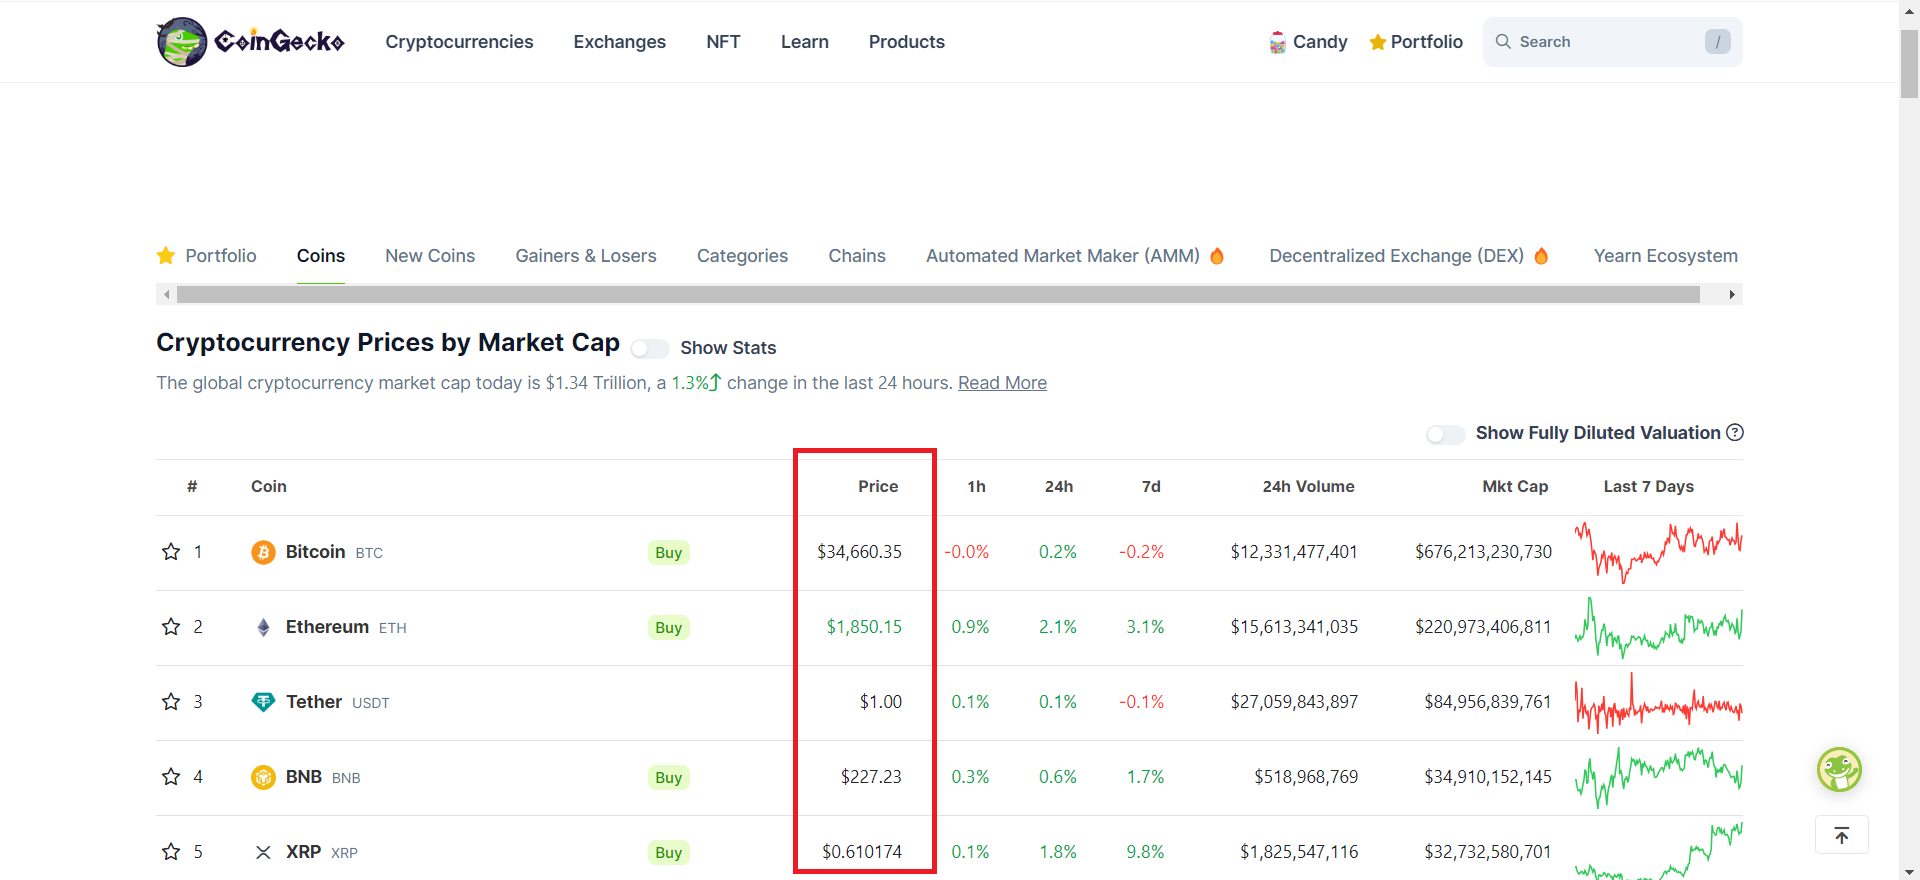 CoinGecko Cryptocurrencies Exchanges NFT Learn Products Candy Portfolio Search /
Portfolio Coins New Coins Gainers & Losers Categories Chains Automated Market Maker (AMM) Decentralized Exchange (DEX) Yearn Ecosystem
Cryptocurrency Prices by Market Cap Show Stats
The global cryptocurrency market cap today is $1.34 Trillion, a 1.3% change in the last 24 hours. Read More
Show Fully Diluted Valuation ?
# Coin Price 1h 24h 7d 24h Volume Mkt Cap Last 7 Days
1 Bitcoin BTC Buy $34,660.35 -0.0% 0.2% -0.2% $12,331,477,401 $676,213,230,730
2 Ethereum ETH Buy $1,850.15 0.9% 2.1% 3.1% $15,613,341,035 $220,973,406,811
3 Tether USDT $1.00 0.1% 0.1% -0.1% $27,059,843,897 $84,956,839,761
4 BNB BNB Buy $227.23 0.3% 0.6% 1.7% $518,968,769 $34,910,152,145
5 XRP XRP Buy $0.610174 0.1% 1.8% 9.8% $1,825,547,116 $32,732,580,701